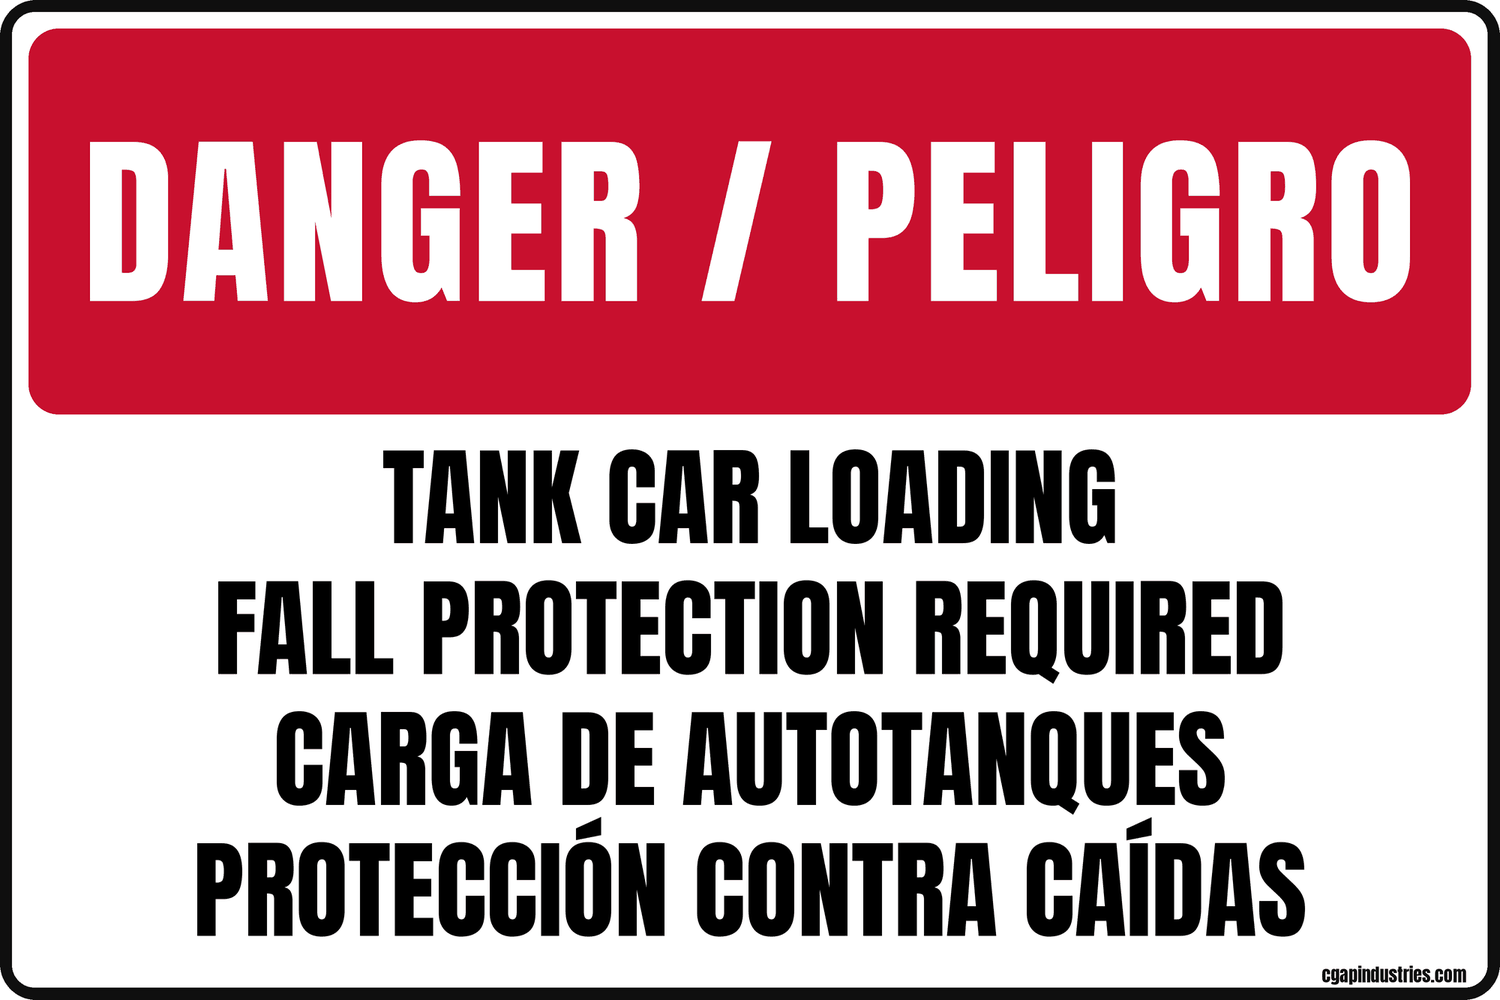 DANGER / PELIGRO
TANK CAR LOADING
FALL PROTECTION REQUIRED
CARGA DE AUTOTANQUES
PROTECCIÓN CONTRA CAÍDAS
cgapindustries.com